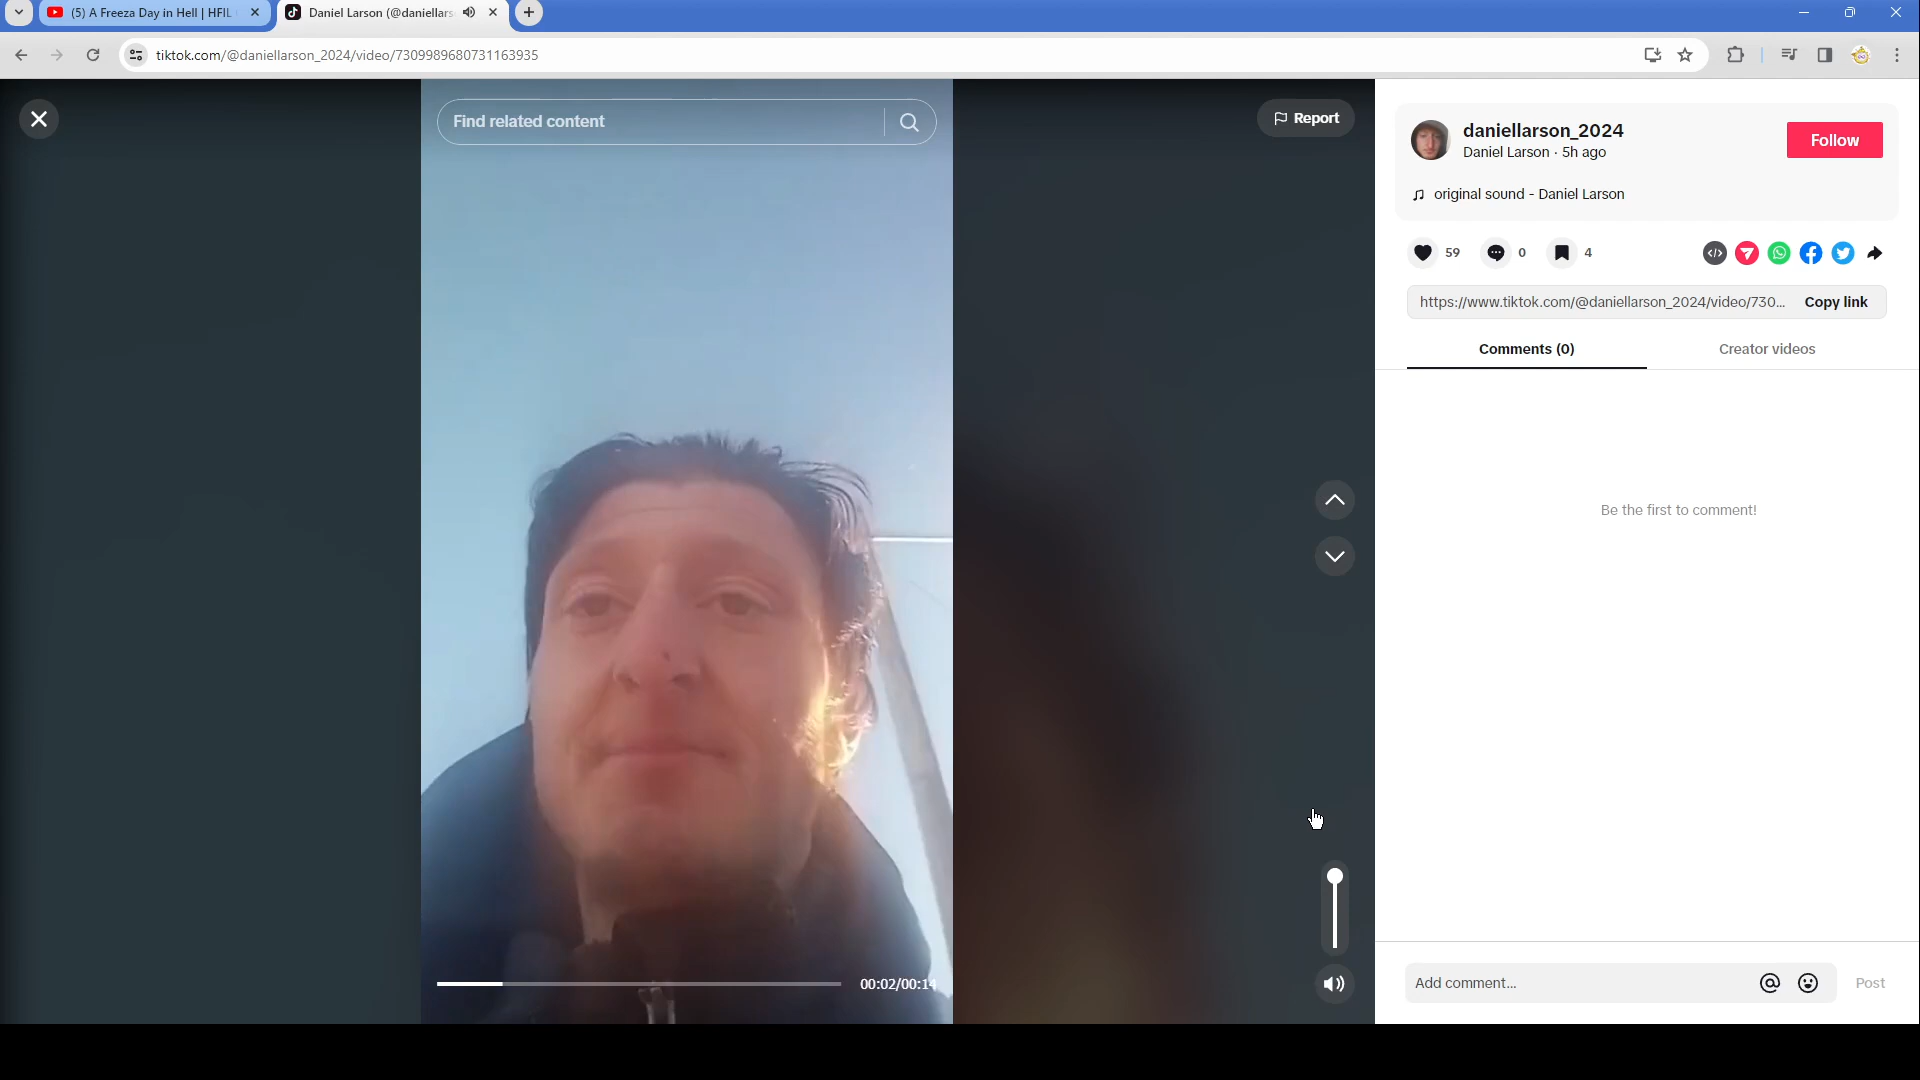 (5) A Freeza Day in Hell | HFIL
Daniel Larson (@daniellars
tiktok.com/@daniellarson_2024/video/7309989680731163935
Find related content
Report
daniellarson_2024
Daniel Larson · 5h ago
Follow
original sound - Daniel Larson
59
0
4
https://www.tiktok.com/@daniellarson_2024/video/730...
Copy link
Comments (0)
Creator videos
Be the first to comment!
00:02/00:14
Add comment...
Post